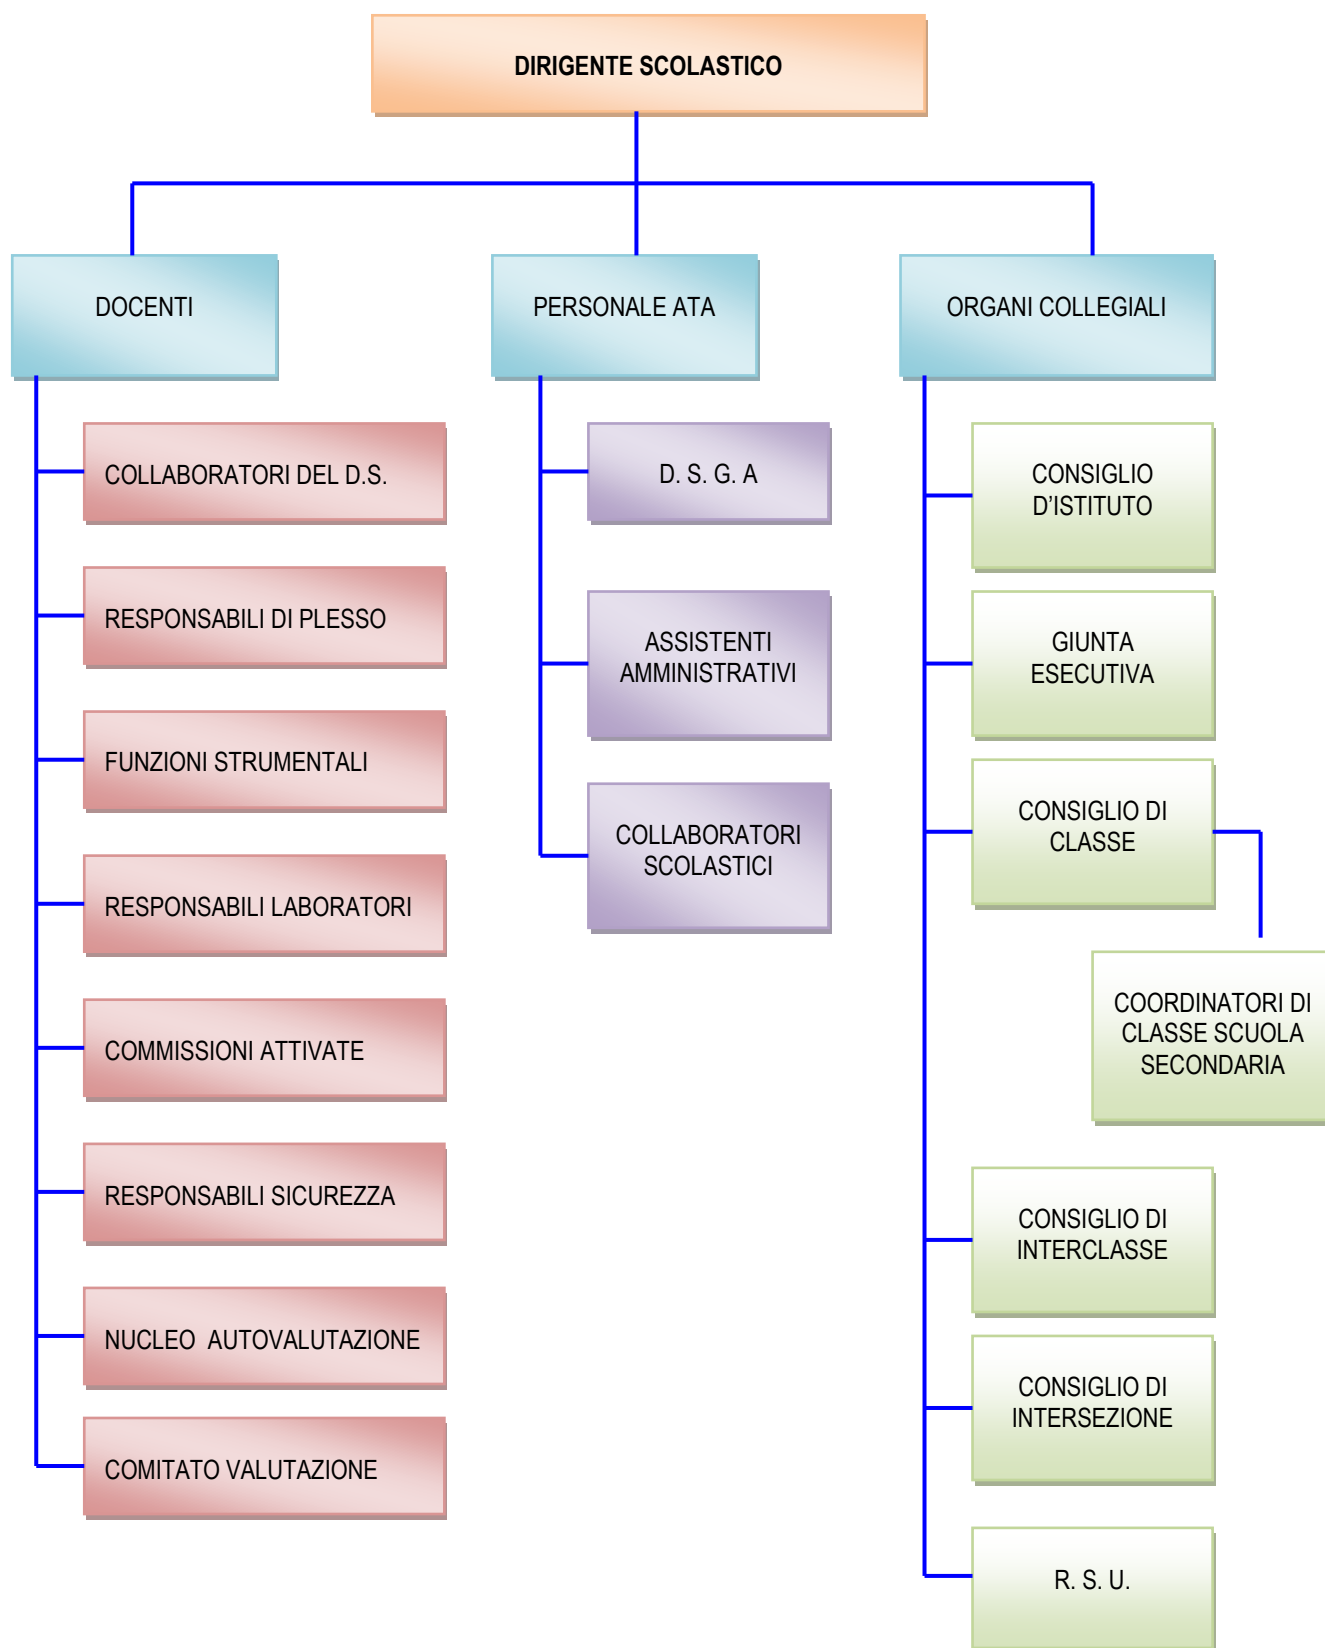 DIRIGENTE SCOLASTICO
DOCENTI
PERSONALE ATA
ORGANI COLLEGIALI
COLLABORATORI DEL D.S.
RESPONSABILI DI PLESSO
FUNZIONI STRUMENTALI
RESPONSABILI LABORATORI
COMMISSIONI ATTIVATE
RESPONSABILI SICUREZZA
NUCLEO  AUTOVALUTAZIONE
COMITATO VALUTAZIONE
D. S. G. A
ASSISTENTI
AMMINISTRATIVI
COLLABORATORI
SCOLASTICI
CONSIGLIO
D’ISTITUTO
GIUNTA
ESECUTIVA
CONSIGLIO DI
CLASSE
COORDINATORI DI
CLASSE SCUOLA
SECONDARIA
CONSIGLIO DI
INTERCLASSE
CONSIGLIO DI
INTERSEZIONE
R. S. U.